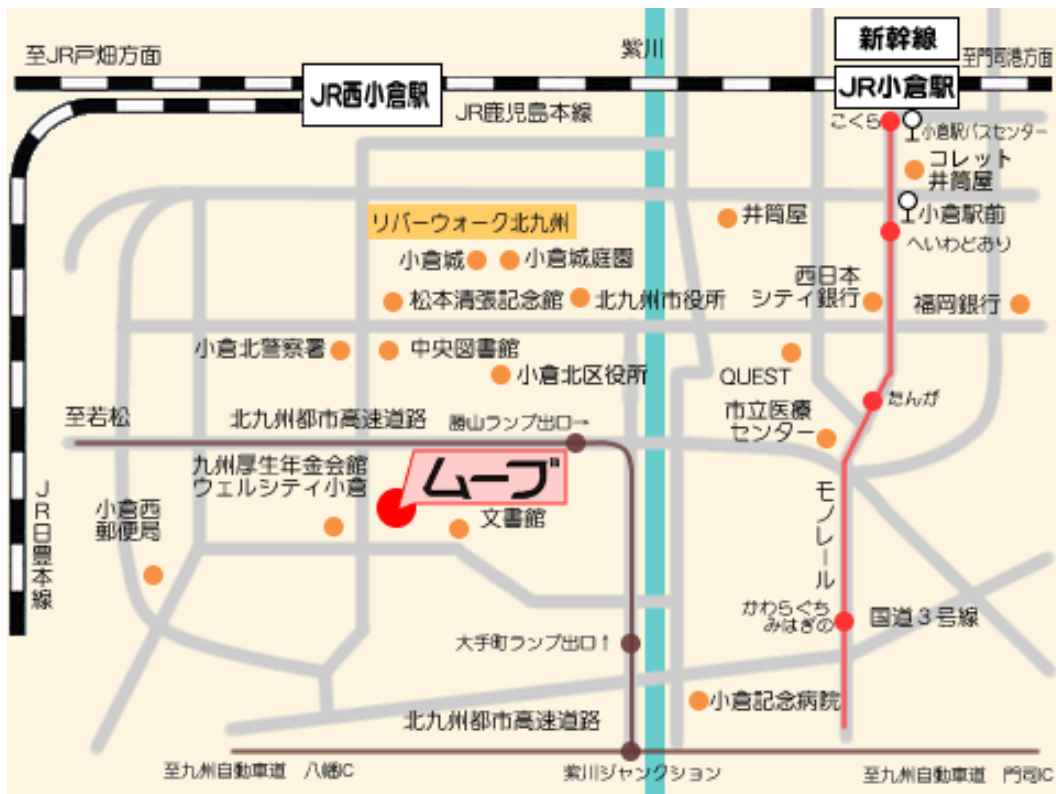 新幹線
至JR戸畑方面
紫川
至門司港方面
JR西小倉駅
JR小倉駅
JR鹿児島本線
こくら
小倉駅バスセンター
コレット
井筒屋
リバーウォーク北九州
井筒屋
小倉駅前
へいわどおり
小倉城
小倉城庭園
西日本
シティ銀行
松本清張記念館
北九州市役所
福岡銀行
小倉北警察署
中央図書館
小倉北区役所
QUEST
たんが
至若松
北九州都市高速道路
勝山ランプ出口→
市立医療
センター
九州厚生年金会館
ウェルシティ小倉
ムーブ
モノレール
JR日豊本線
小倉西
郵便局
文書館
かわらぐち
みはぎの
国道3号線
大手町ランプ出口↑
小倉記念病院
北九州都市高速道路
至九州自動車道 八幡IC
紫川ジャンクション
至九州自動車道 門司IC